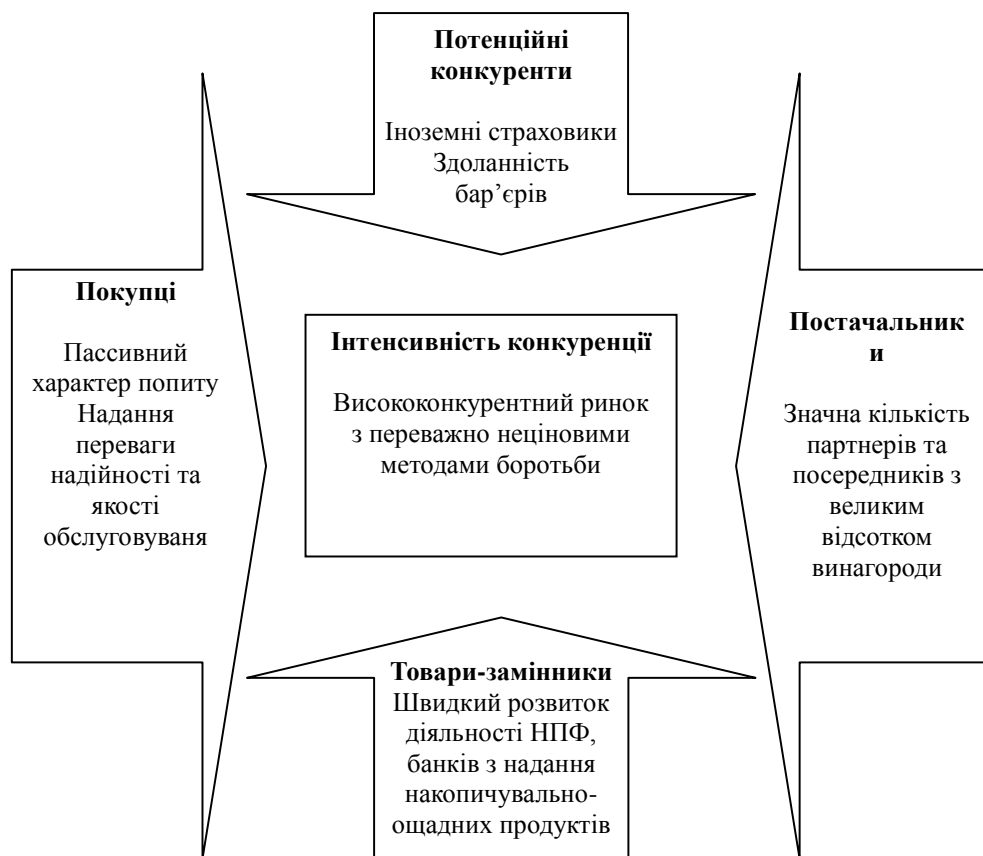 Потенційні
конкуренти
Іноземні страховики
Здоланність
бар’єрів
Покупці
Пассивний
характер попиту
Надання
переваги
надійності та
якості
обслуговуваня
Інтенсивність конкуренції
Висококонкурентний ринок
з переважно неціновими
методами боротьби
Постачальник
и
Значна кількість
партнерів та
посередників з
великим
відсотком
винагороди
Товари-замінники
Швидкий розвиток
діяльності НПФ,
банків з надання
накопичувально-
ощадних продуктів